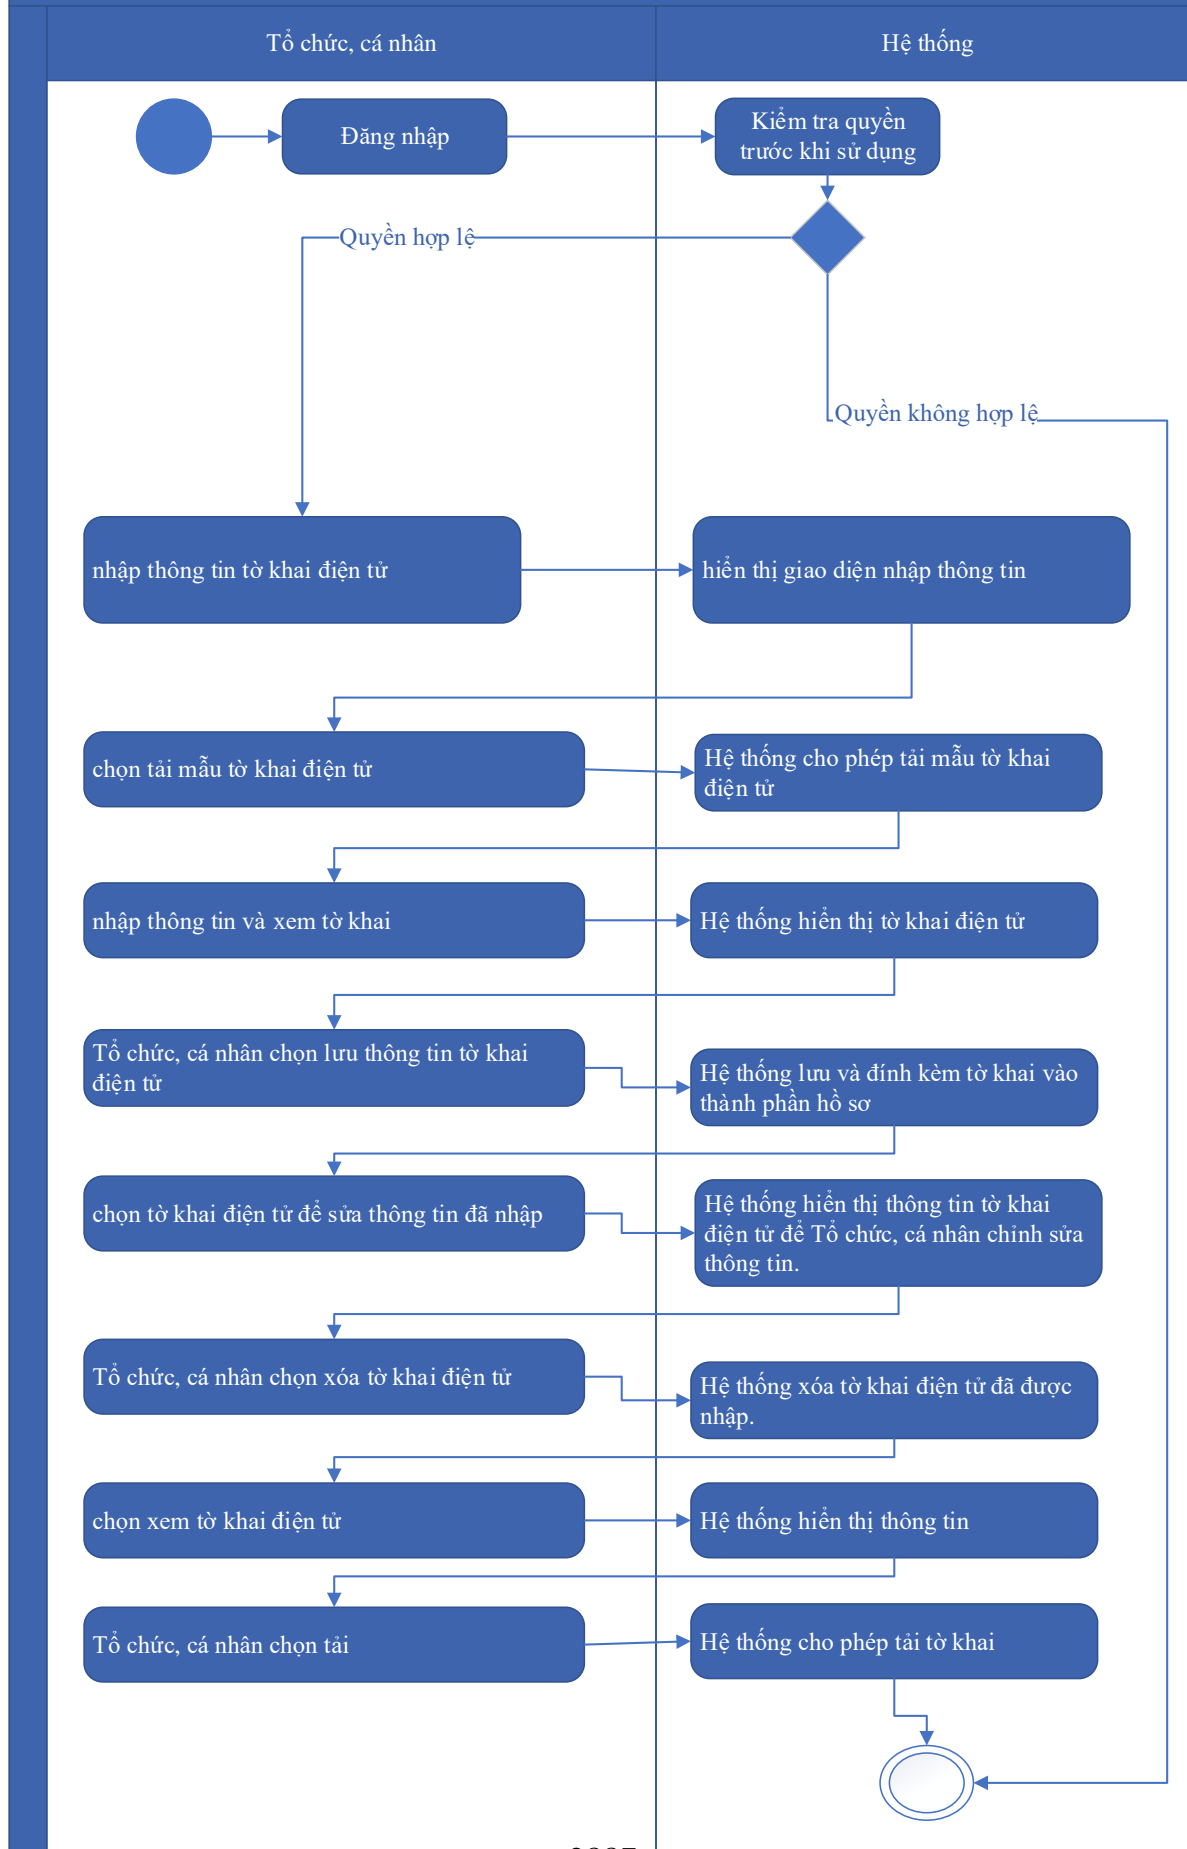 Tổ chức, cá nhân
Hệ thống
Đăng nhập
Kiểm tra quyền
trước khi sử dụng
Quyền hợp lệ
Quyền không hợp lệ
nhập thông tin tờ khai điện tử
hiển thị giao diện nhập thông tin
chọn tải mẫu tờ khai điện tử
Hệ thống cho phép tải mẫu tờ khai
điện tử
nhập thông tin và xem tờ khai
Hệ thống hiển thị tờ khai điện tử
Tổ chức, cá nhân chọn lưu thông tin tờ khai
điện tử
Hệ thống lưu và đính kèm tờ khai vào
thành phần hồ sơ
chọn tờ khai điện tử để sửa thông tin đã nhập
Hệ thống hiển thị thông tin tờ khai
điện tử để Tổ chức, cá nhân chỉnh sửa
thông tin.
Tổ chức, cá nhân chọn xóa tờ khai điện tử
Hệ thống xóa tờ khai điện tử đã được
nhập.
chọn xem tờ khai điện tử
Hệ thống hiển thị thông tin
Tổ chức, cá nhân chọn tải
Hệ thống cho phép tải tờ khai